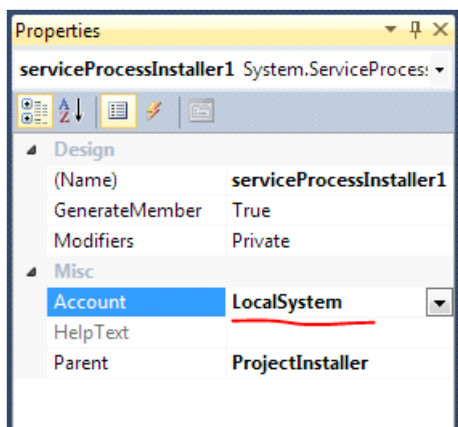 Properties
serviceProcessInstaller1 System.ServiceProces:
Design
(Name) serviceProcessInstaller1
GenerateMember True
Modifiers Private
Misc
Account LocalSystem
HelpText
Parent ProjectInstaller